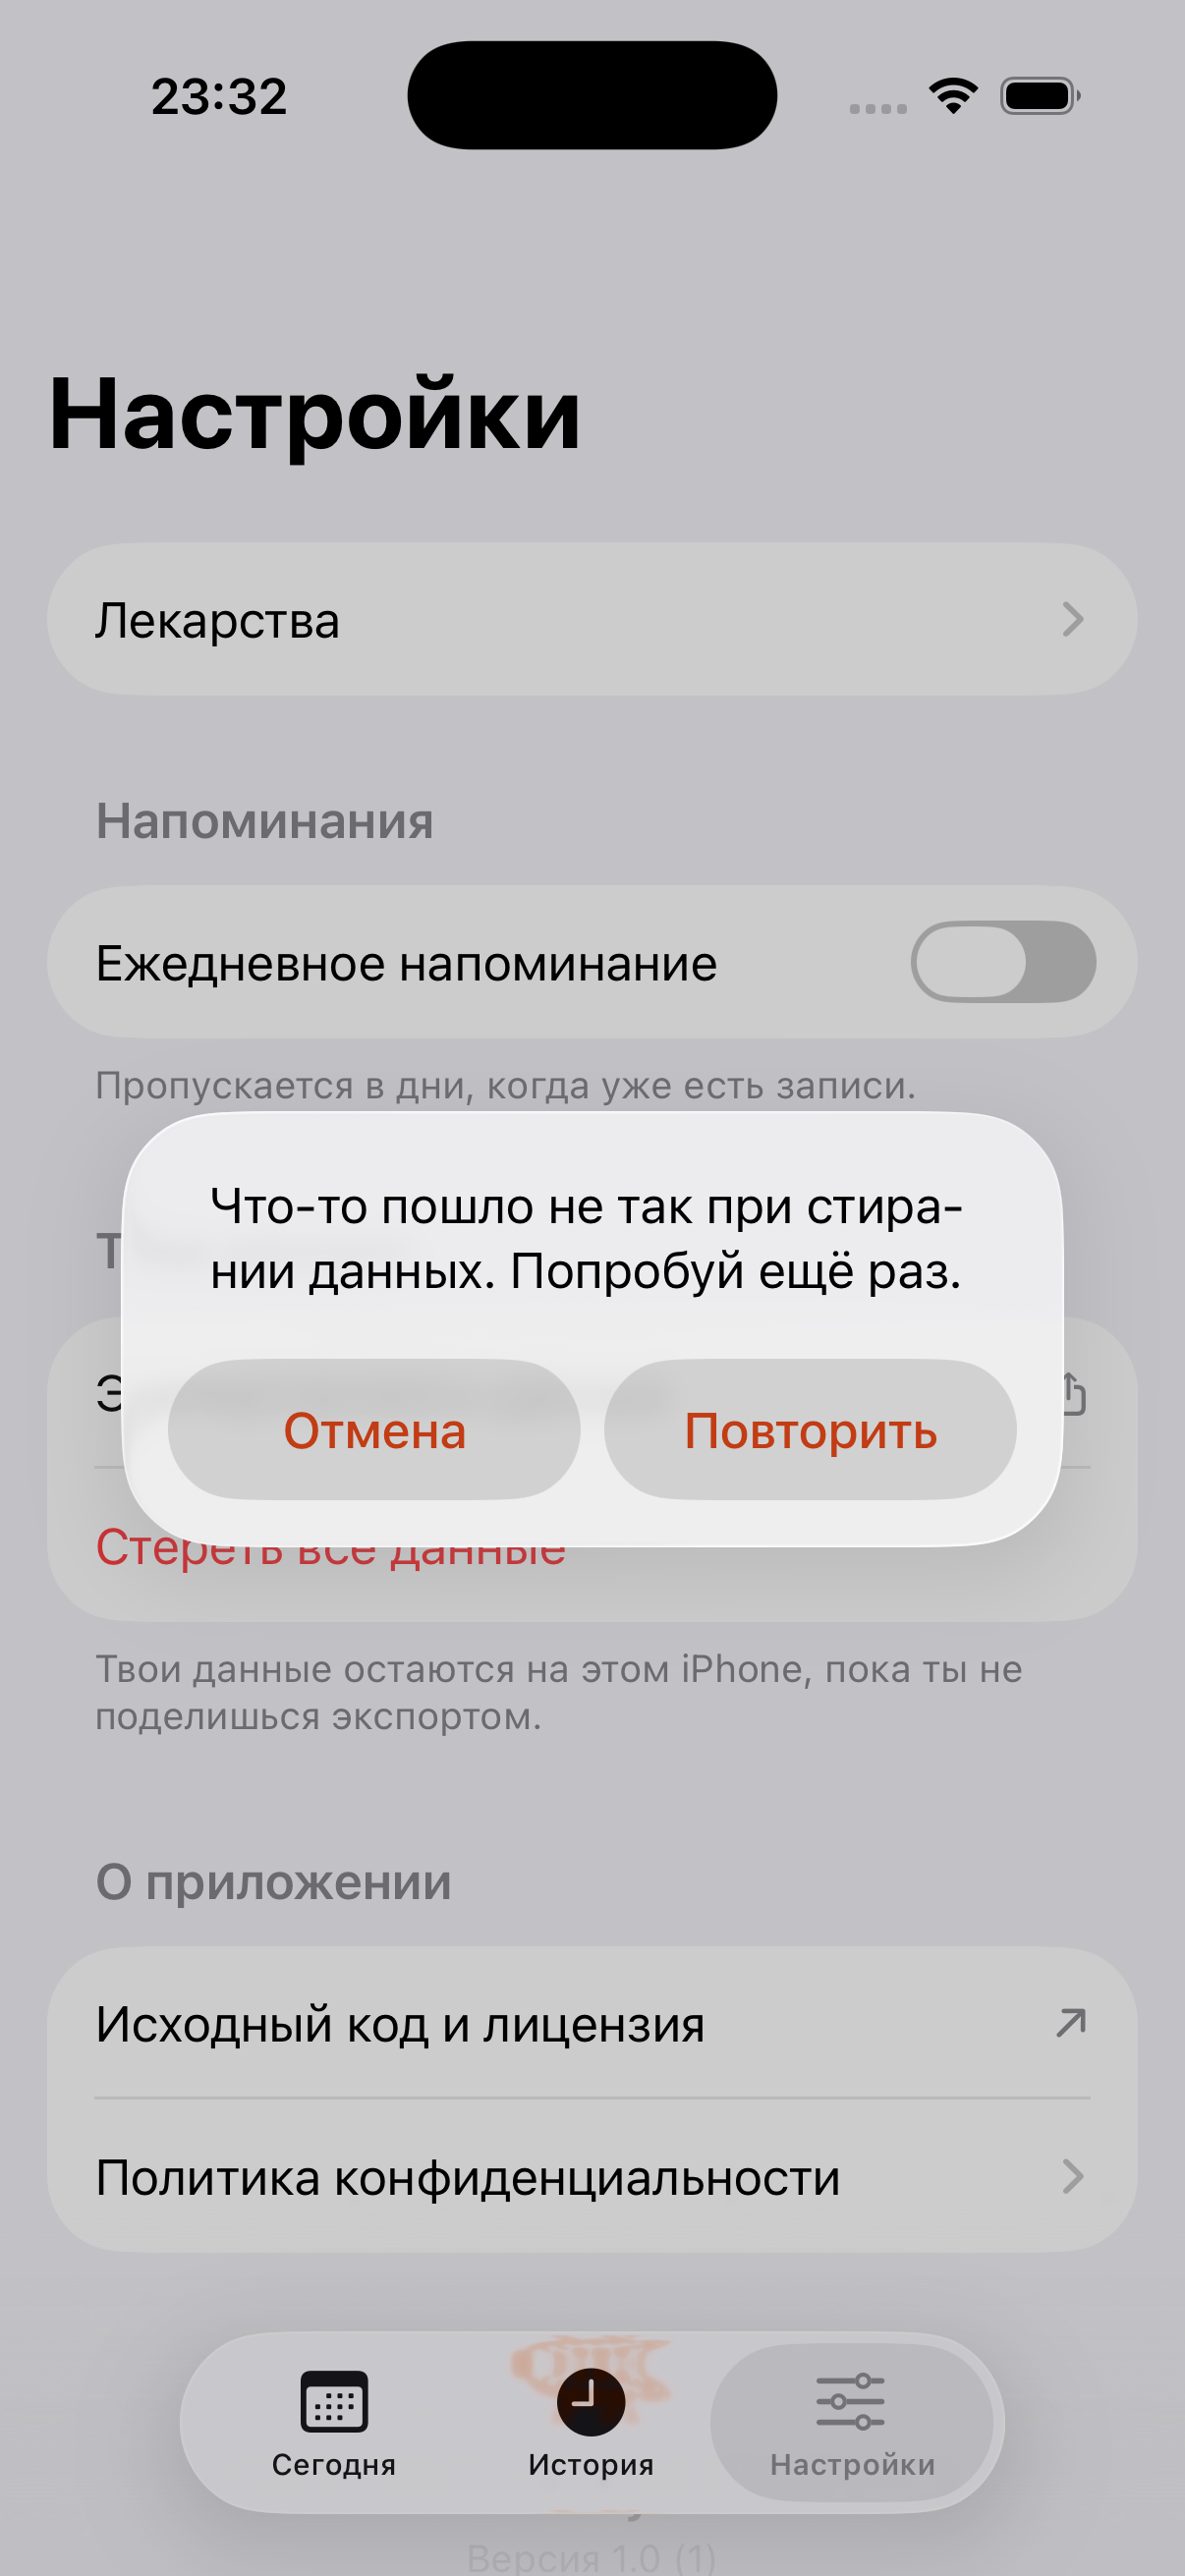 23:32
Настройки
Лекарства
Напоминания
Ежедневное напоминание
Пропускается в дни, когда уже есть записи.
Что-то пошло не так при стира-
нии данных. Попробуй ещё раз.
Отмена
Повторить
Стереть все данные
Твои данные остаются на этом iPhone, пока ты не
поделишься экспортом.
О приложении
Исходный код и лицензия
Политика конфиденциальности
Сегодня
История
Настройки
Версия 1.0 (1)